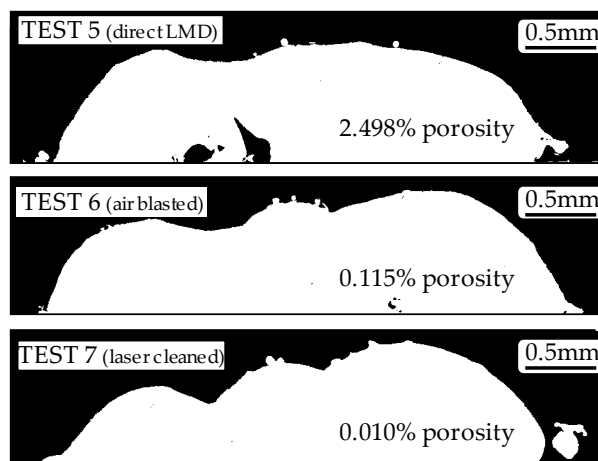 TEST 5 (direct LMD)
0.5mm
2.498% porosity
TEST 6 (air blasted)
0.5mm
0.115% porosity
TEST 7 (laser cleaned)
0.5mm
0.010% porosity